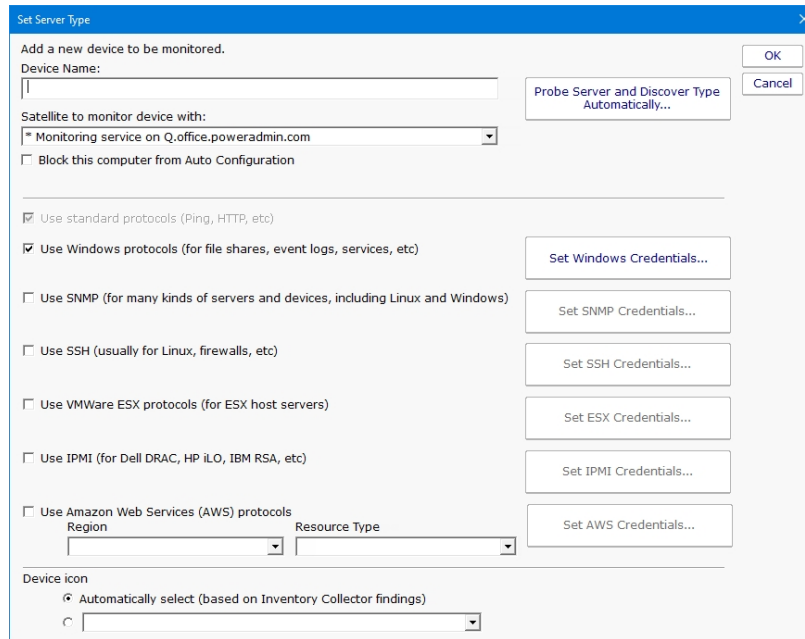 Set Server Type
Add a new device to be monitored.
OK
Device Name:
Cancel
Probe Server and Discover Type
Automatically...
Satellite to monitor device with:
* Monitoring service on Q.office.poweradmin.com
Block this computer from Auto Configuration
Use standard protocols (Ping, HTTP, etc)
Use Windows protocols (for file shares, event logs, services, etc)
Set Windows Credentials...
Use SNMP (for many kinds of servers and devices, including Linux and Windows)
Set SNMP Credentials...
Use SSH (usually for Linux, firewalls, etc)
Set SSH Credentials...
Use VMWare ESX protocols (for ESX host servers)
Set ESX Credentials...
Use IPMI (for Dell DRAC, HP iLO, IBM RSA, etc)
Set IPMI Credentials...
Use Amazon Web Services (AWS) protocols
Set AWS Credentials...
Region
Resource Type
Device icon
Automatically select (based on Inventory Collector findings)